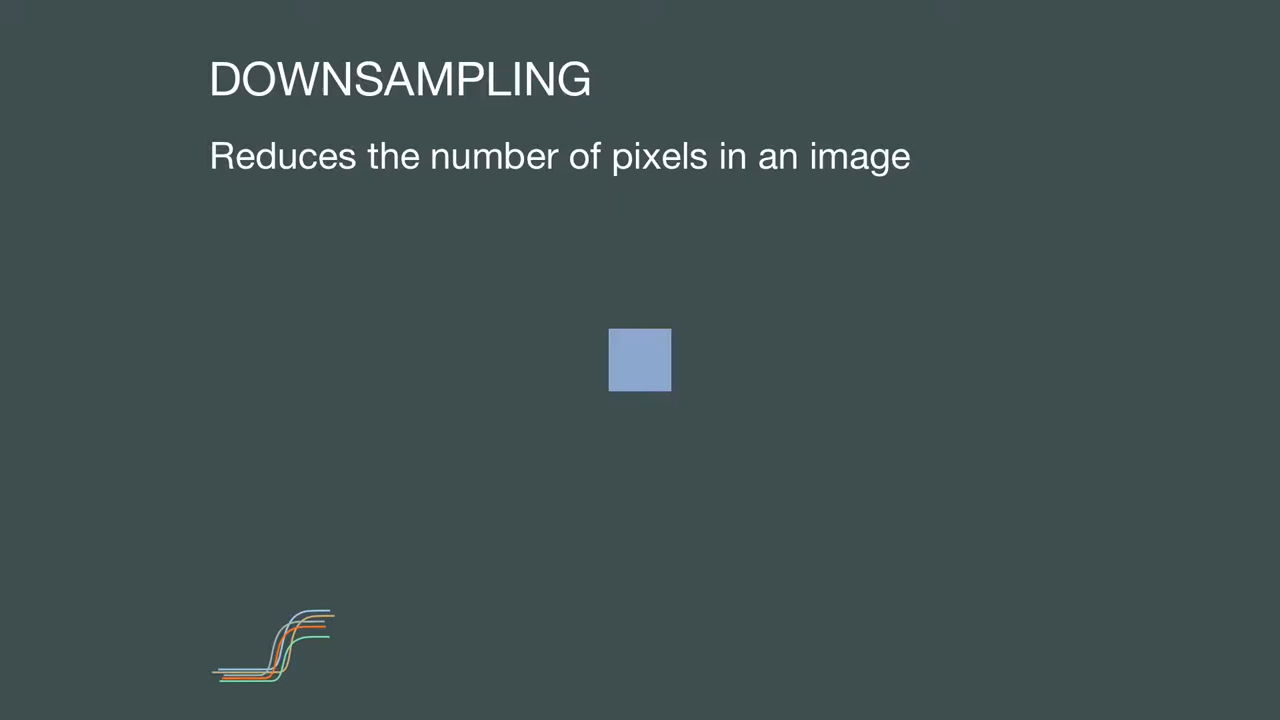 DOWNSAMPLING
Reduces the number of pixels in an image